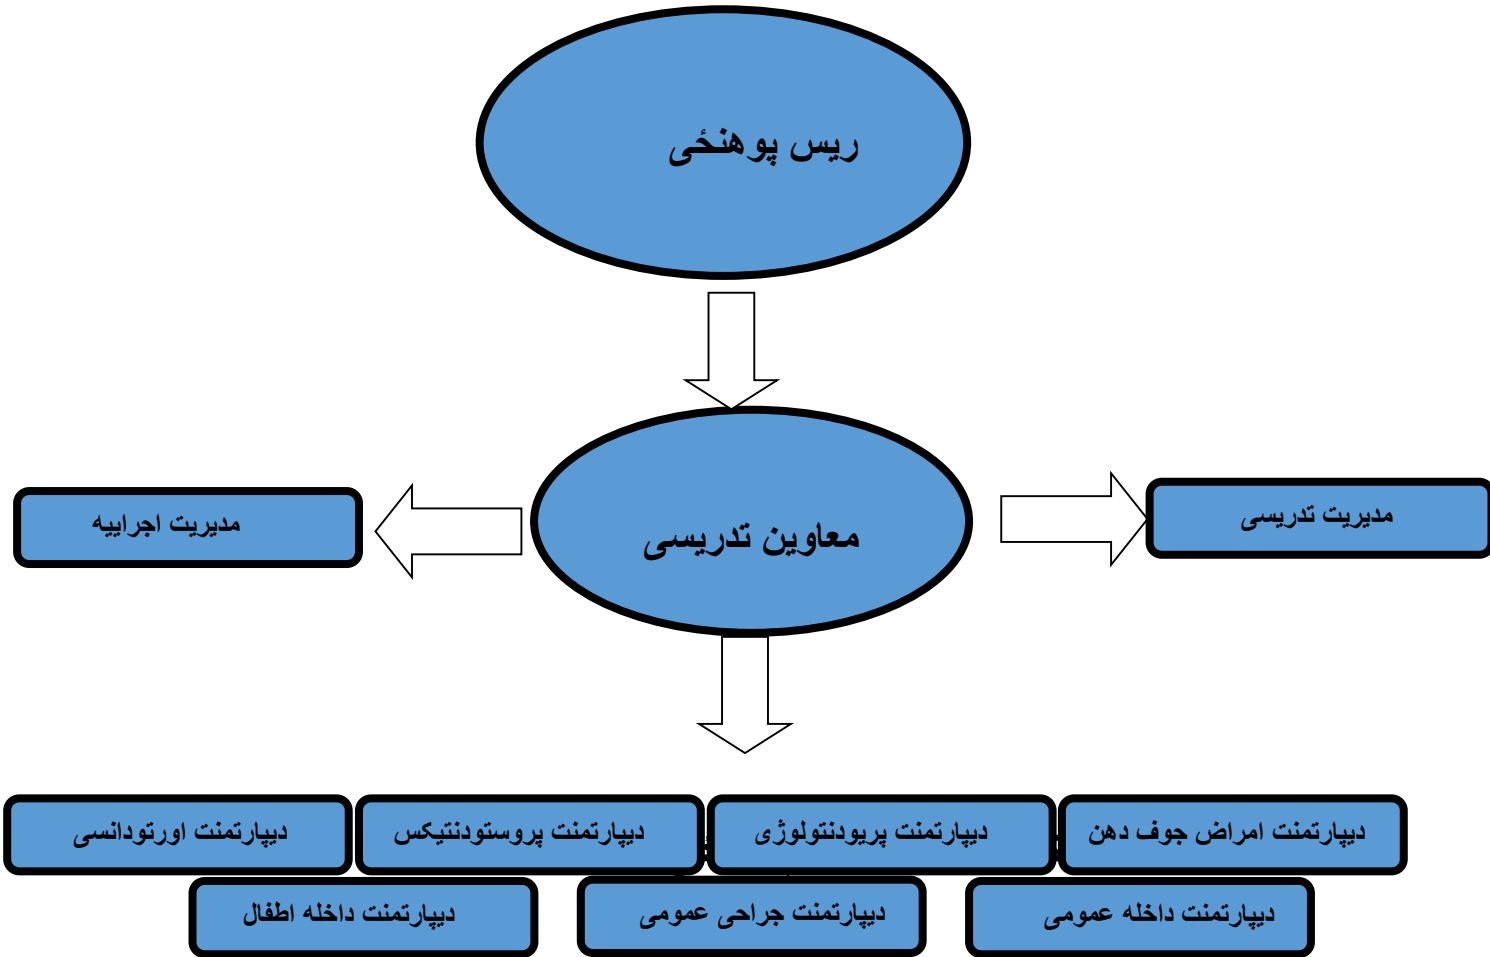 ریس پوهنځی
معاوین تدریسی
مدیریت تدریسی
مدیریت اجراییه
دیپارتمنت امراض جوف دهن
دیپارتمنت پریودنتولوژی
دیپارتمنت پروستودنتیکس
دیپارتمنت اورتودانسی
دیپارتمنت داخله عمومی
دیپارتمنت جراحی عمومی
دیپارتمنت داخله اطفال